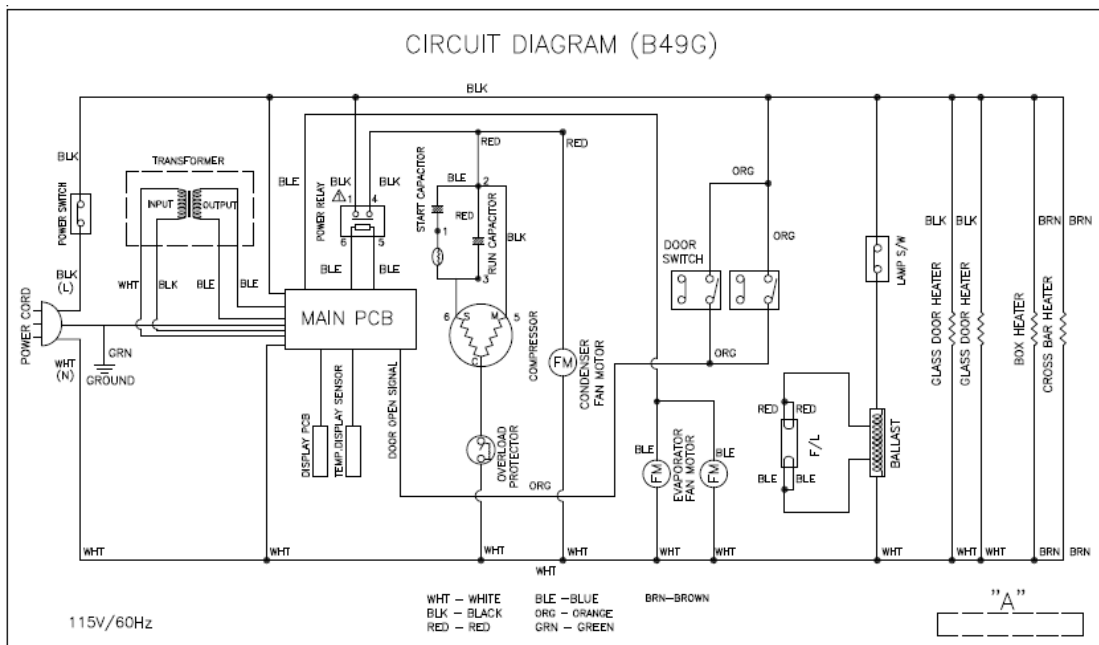 CIRCUIT DIAGRAM (B49G)
BLK
BLK
POWER SWITCH
BLK
(L)
POWER CORD
WHT
(N)
GRN
GROUND
TRANSFORMER
INPUT
OUTPUT
WHT
BLK
BLE
BLE
BLE
BLK
BLK
1
4
POWER RELAY
6
5
BLE
BLE
MAIN PCB
DISPLAY PCB
TEMP.DISPLAY SENSOR
DOOR OPEN SIGNAL
START CAPACITOR
BLE
RED
2
RED
1
RUN CAPACITOR
BLK
3
6
S
M
5
C
COMPRESSOR
OVERLOAD
PROTECTOR
RED
FM
CONDENSER
FAN MOTOR
ORG
DOOR
SWITCH
ORG
ORG
ORG
ORG
BLE
BLE
FM
EVAPORATOR
FAN MOTOR
FM
LAMP S/W
RED
RED
F/L
BLE
BLE
BALLAST
BLK
BLK
BRN
BRN
GLASS DOOR HEATER
GLASS DOOR HEATER
BOX HEATER
CROSS BAR HEATER
WHT
WHT
WHT
WHT
WHT
WHT
WHT
WHT
WHT
WHT
BRN
BRN
WHT
115V/60Hz
WHT - WHITE
BLE -BLUE
BRN-BROWN
BLK - BLACK
ORG - ORANGE
RED - RED
GRN - GREEN
"A"